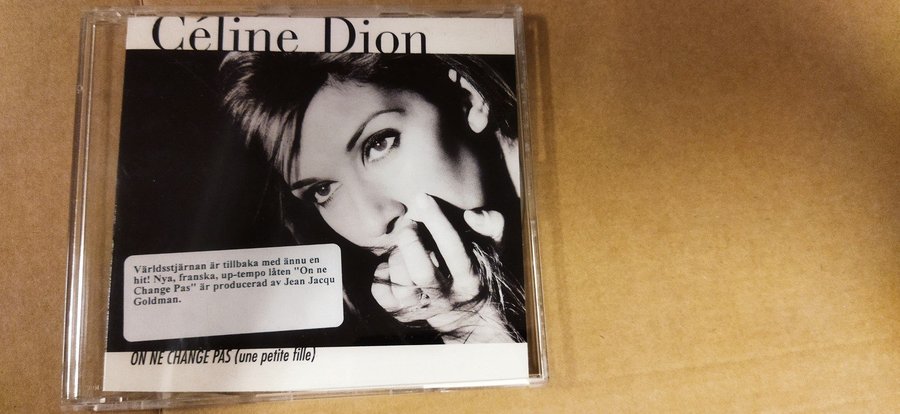 Céline Dion
Världsstjärnan är tillbaka med ännu en
hit! Nya, franska, up-tempo låten "On ne
Change Pas" är producerad av Jean Jacqu
Goldman.
ON NE CHANGE PAS (une petite fille)